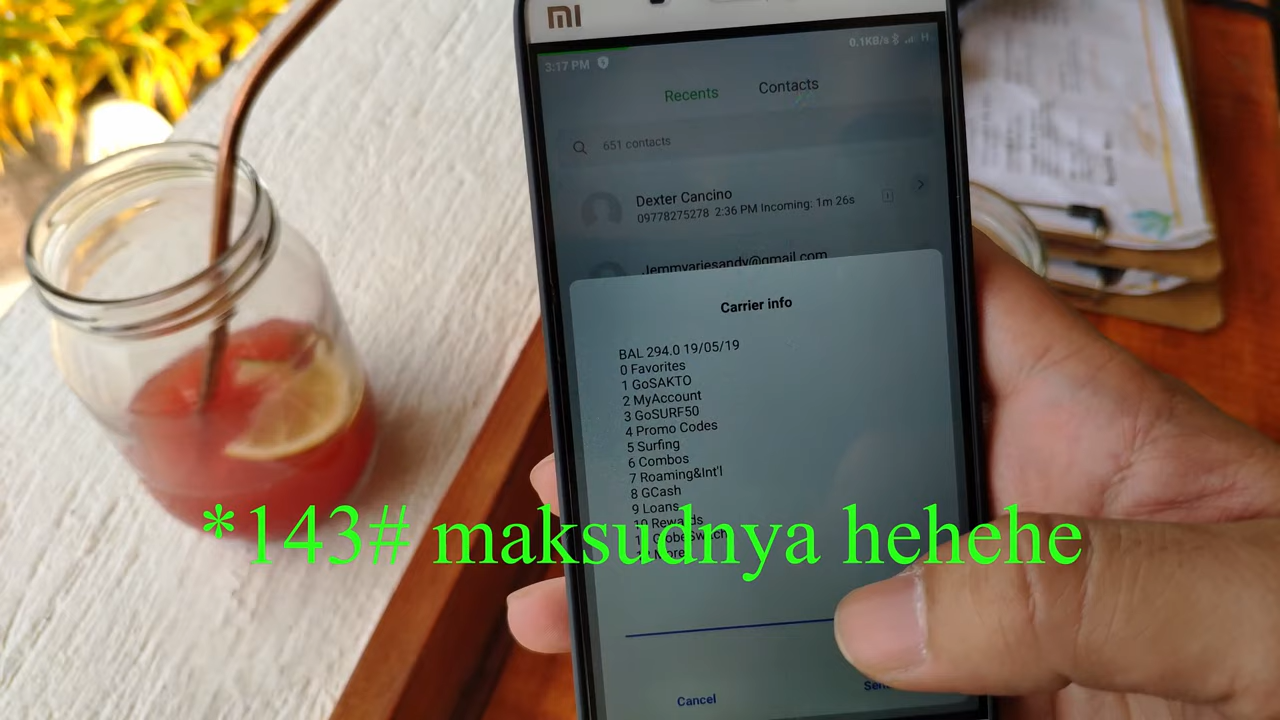 MI
3:17 PM
0.1KB/s H
Recents Contacts
651 contacts
Dexter Cancino
09778275278 2:36 PM Incoming: 1m 26s
Jemmyariesandy@gmail.com
Carrier info
BAL 294.0 19/05/19
0 Favorites
1 GoSAKTO
2 MyAccount
3 GoSURF50
4 Promo Codes
5 Surfing
6 Combos
7 Roaming&Int'l
8 GCash
9 Loans
10 Rewards
*143# maksudnya hehehe
Cancel